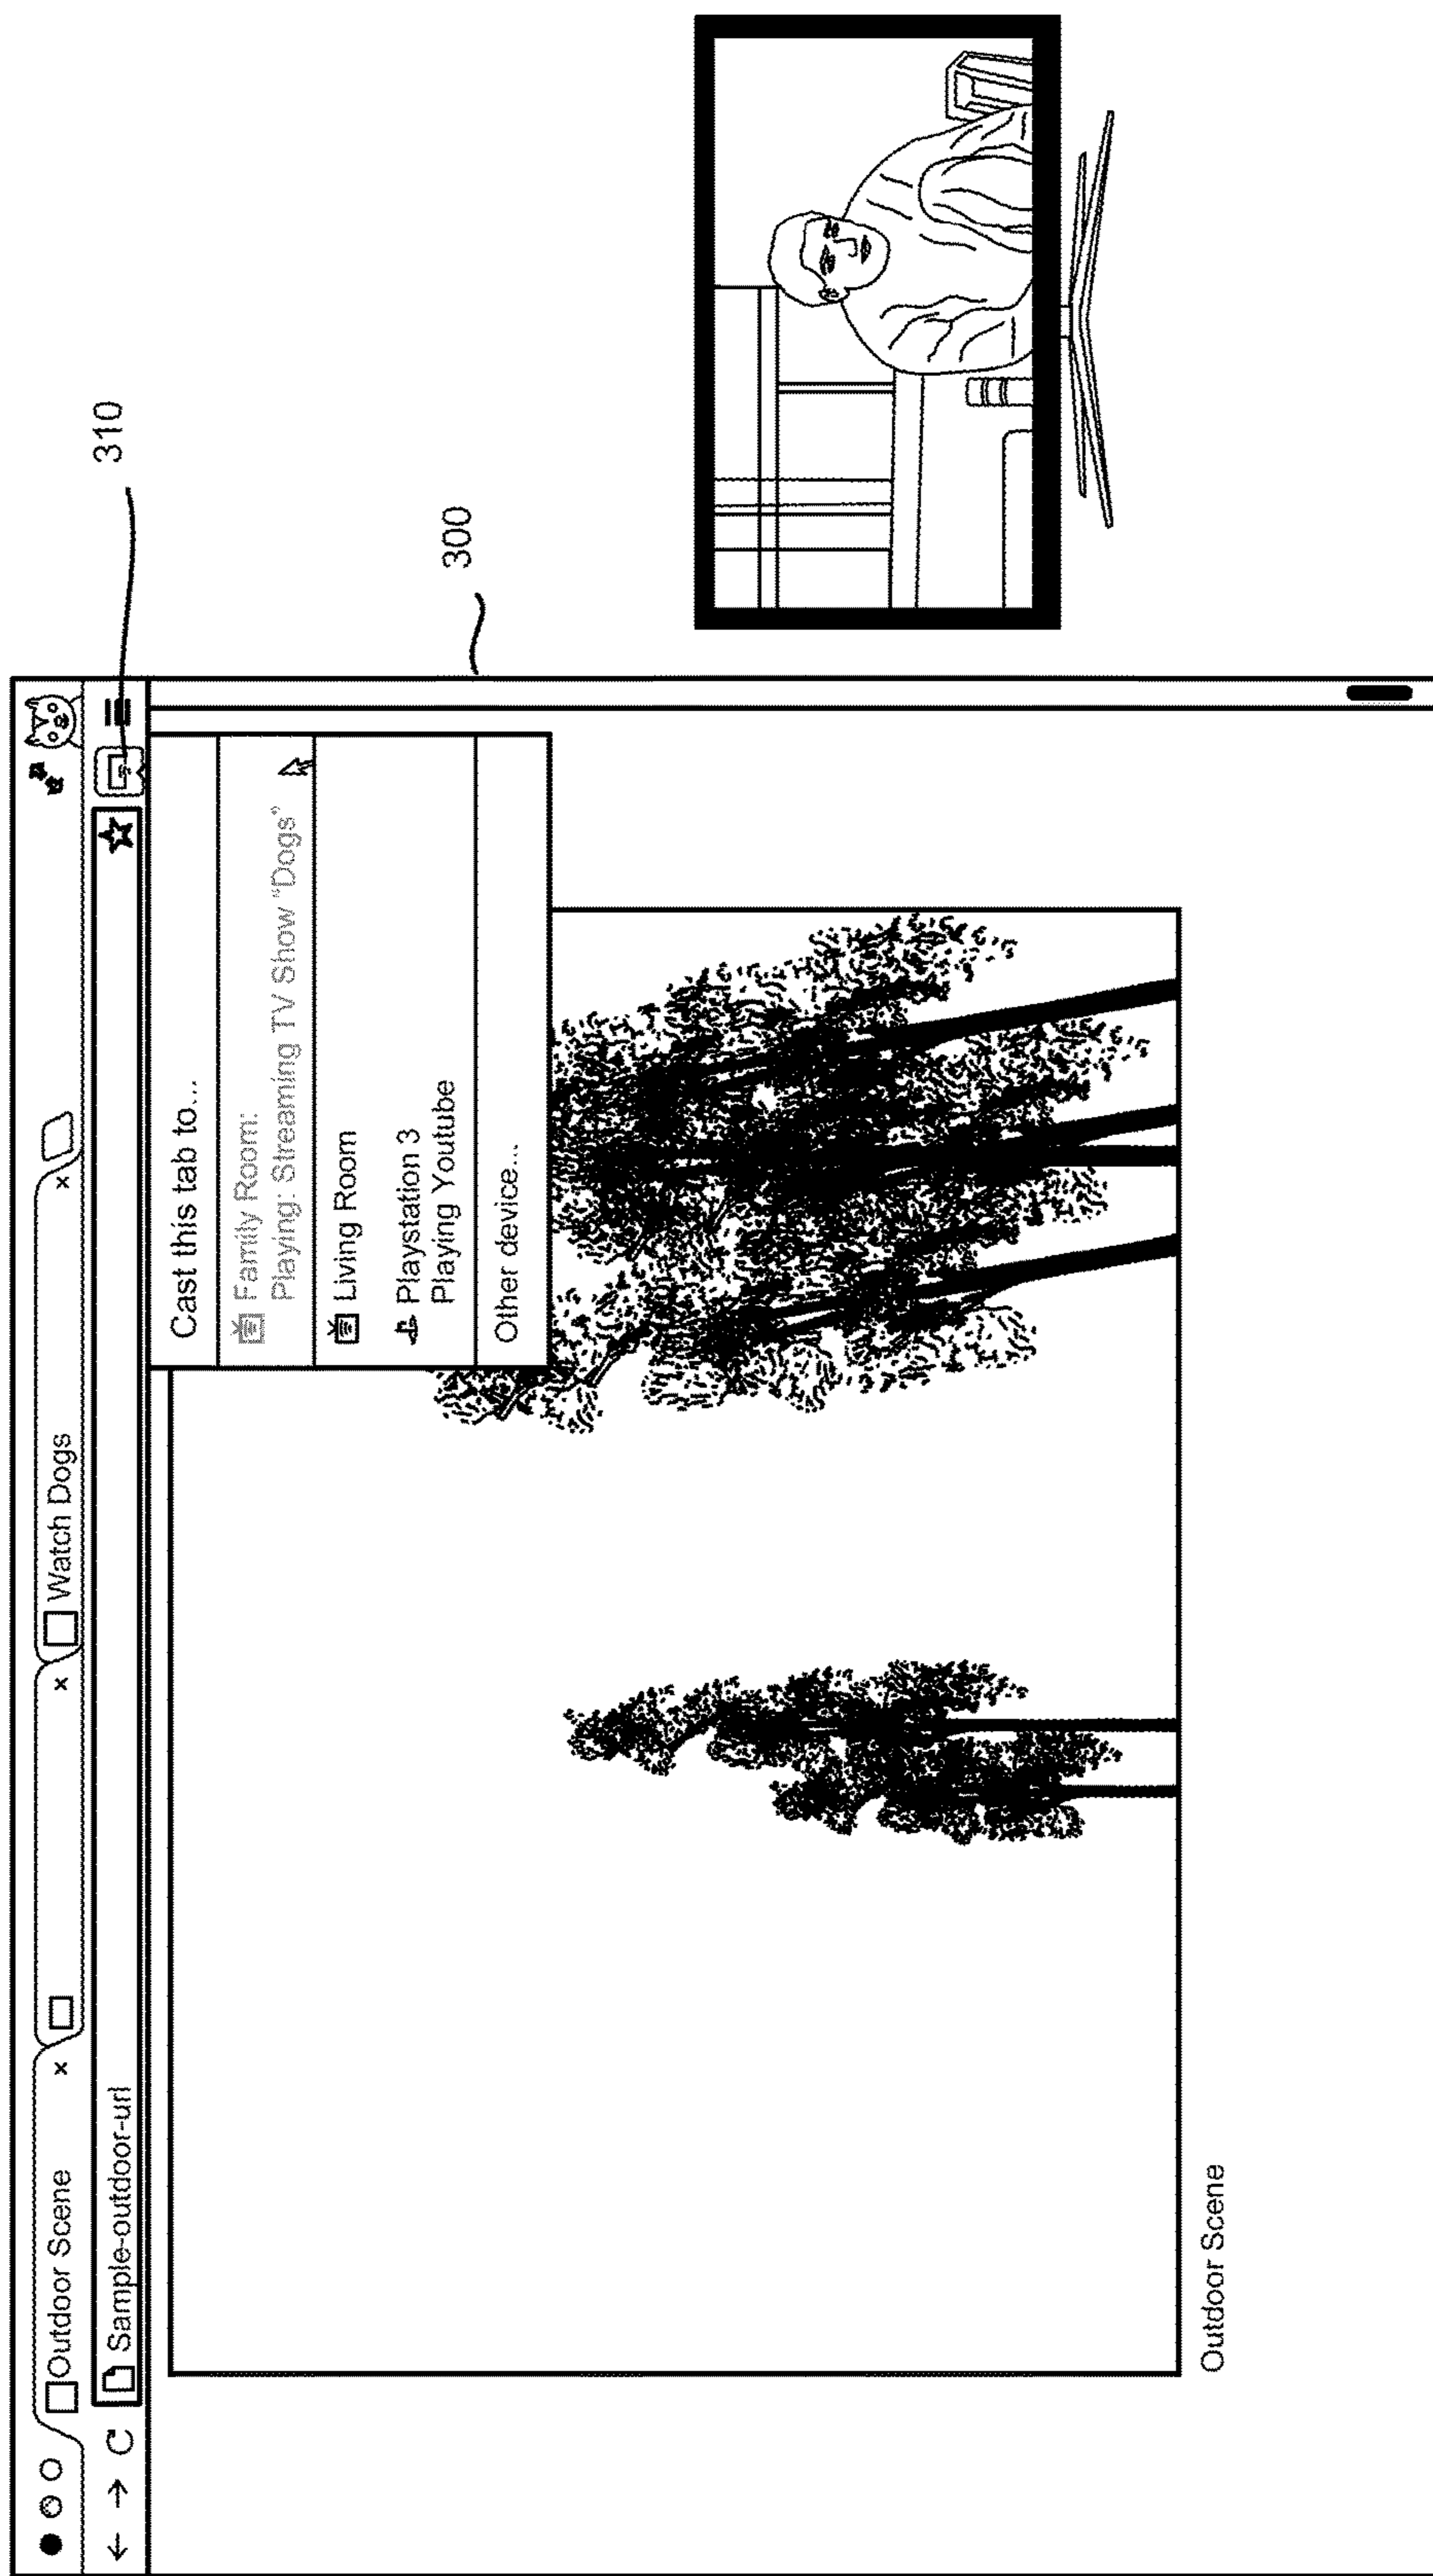 310
300
Outdoor Scene
×
×
Watch Dogs
×
Sample-outdoor-url
Cast this tab to...
Family Room:
Playing: Streaming TV Show "Dogs"
Living Room
Playstation 3
Playing Youtube
Other device...
Outdoor Scene